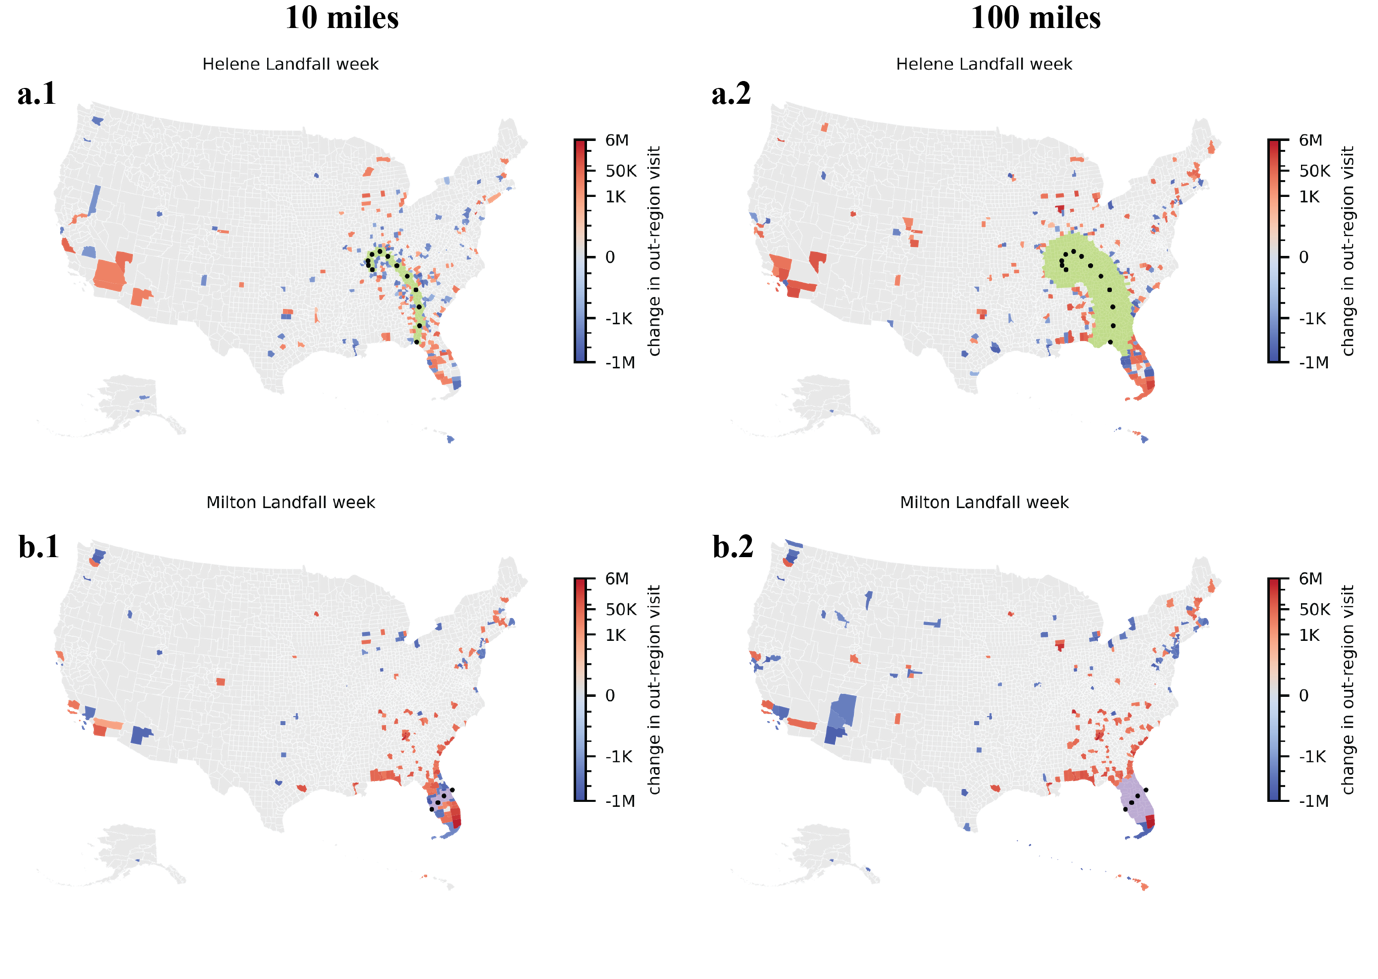 10 miles
100 miles
Helene Landfall week
Helene Landfall week
a.1
a.2
6M
50K
1K
0
-1K
-1M
change in out-region visit
6M
50K
1K
0
-1K
-1M
change in out-region visit
Milton Landfall week
Milton Landfall week
b.1
b.2
6M
50K
1K
0
-1K
-1M
change in out-region visit
6M
50K
1K
0
-1K
-1M
change in out-region visit